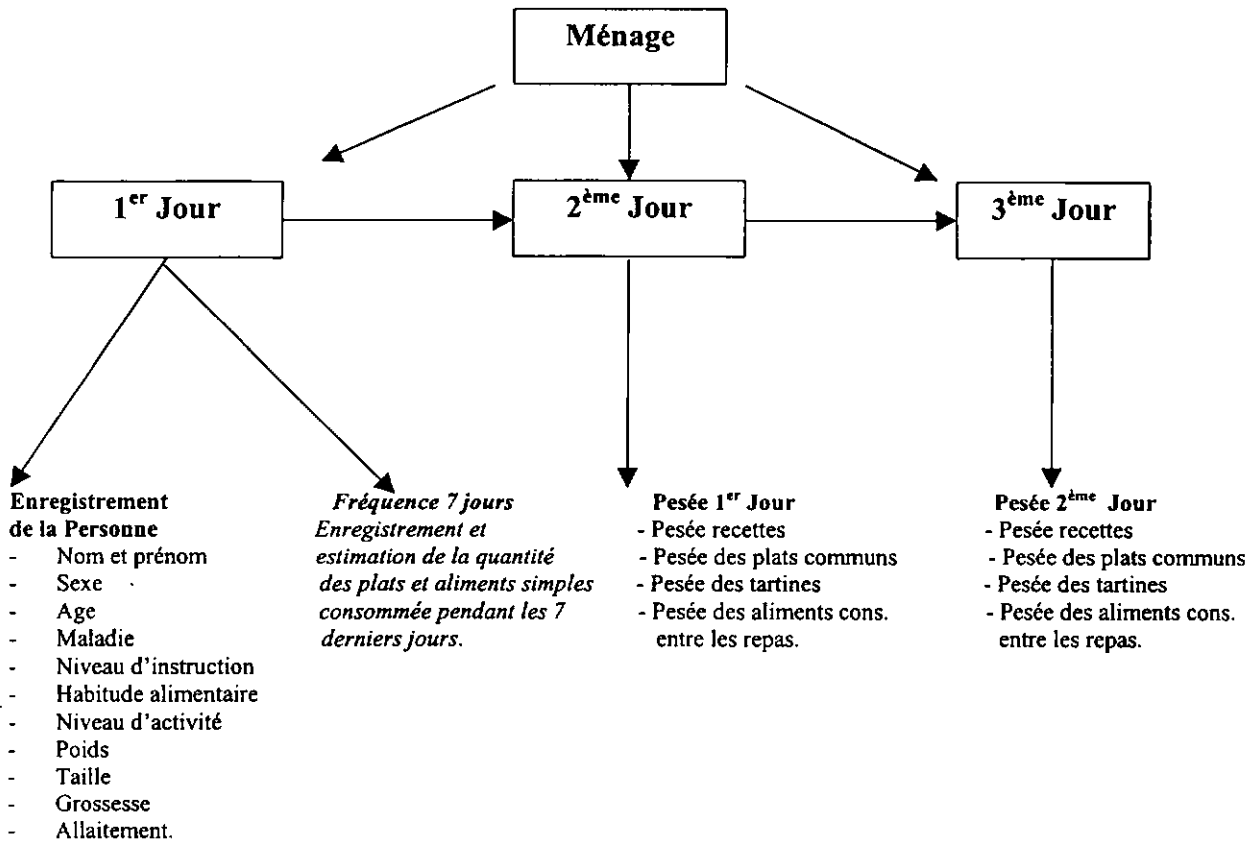 Ménage
1er Jour
2ème Jour
3ème Jour
Enregistrement
de la Personne
- Nom et prénom
- Sexe
- Age
- Maladie
- Niveau d'instruction
- Habitude alimentaire
- Niveau d'activité
- Poids
- Taille
- Grossesse
- Allaitement.
Fréquence 7 jours
Enregistrement et
estimation de la quantité
des plats et aliments simples
consommée pendant les 7
derniers jours.
Pesée 1er Jour
- Pesée recettes
- Pesée des plats communs
- Pesée des tartines
- Pesée des aliments cons.
entre les repas.
Pesée 2ème Jour
- Pesée recettes
- Pesée des plats communs
- Pesée des tartines
- Pesée des aliments cons.
entre les repas.